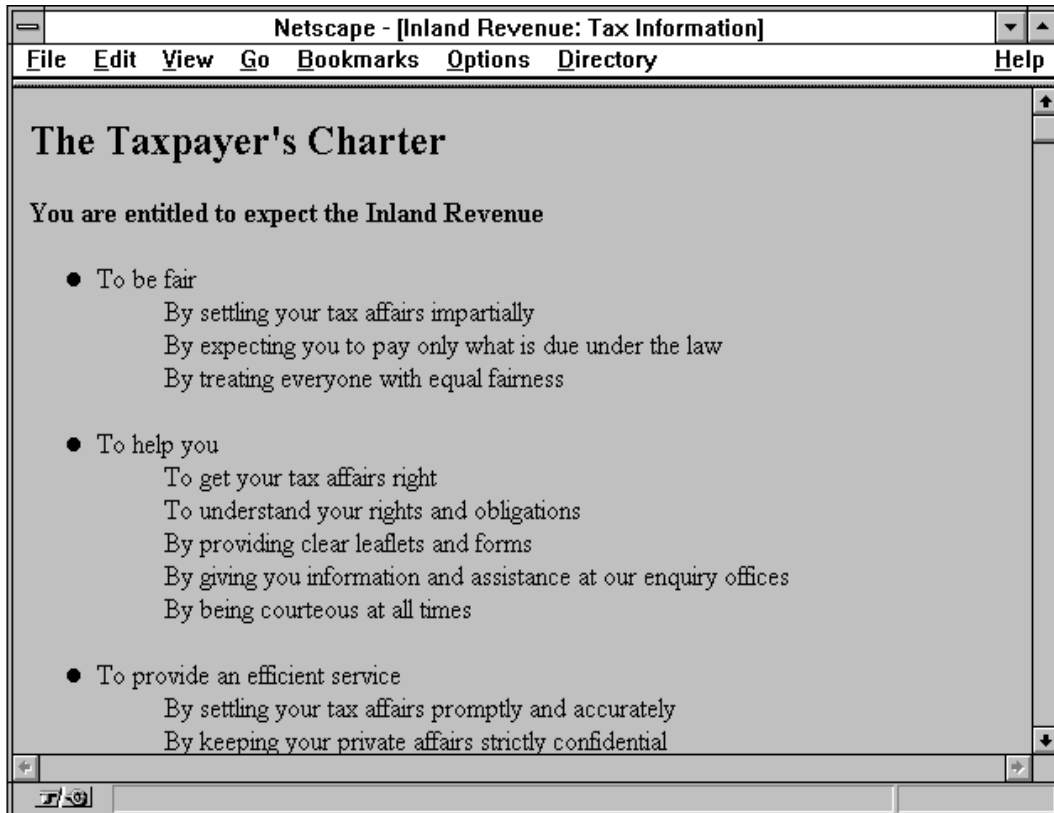 Netscape - [Inland Revenue: Tax Information]
File Edit View Go Bookmarks Options Directory Help
The Taxpayer's Charter
You are entitled to expect the Inland Revenue
To be fair
By settling your tax affairs impartially
By expecting you to pay only what is due under the law
By treating everyone with equal fairness
To help you
To get your tax affairs right
To understand your rights and obligations
By providing clear leaflets and forms
By giving you information and assistance at our enquiry offices
By being courteous at all times
To provide an efficient service
By settling your tax affairs promptly and accurately
By keeping your private affairs strictly confidential